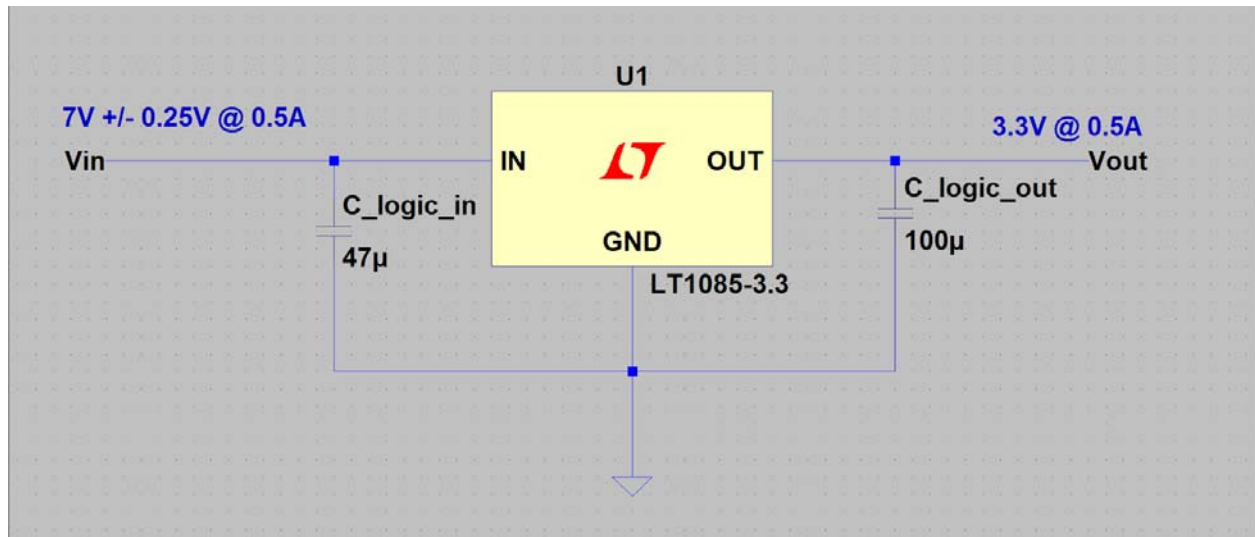 U1
7V +/- 0.25V @ 0.5A
3.3V @ 0.5A
Vin
IN
OUT
Vout
C_logic_in
47µ
C_logic_out
100µ
GND
LT1085-3.3